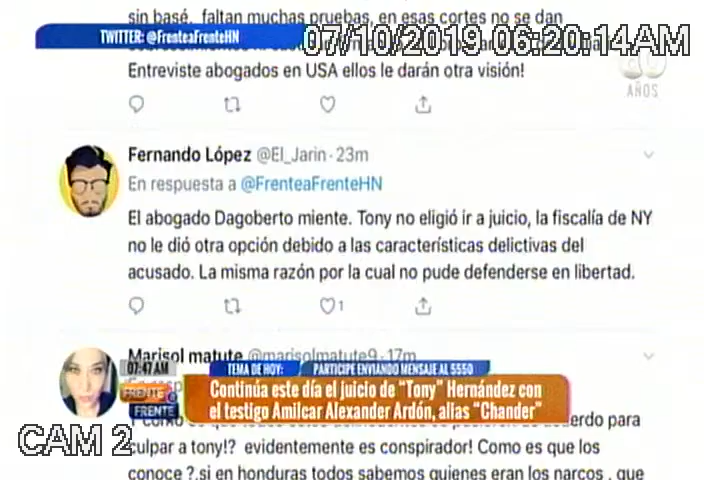 sin basé, faltan muchas pruebas, en esas cortes no se dan
TWITTER: @FrenteaFrenteHN
07/10/2019 06:20:14AM
Entreviste abogados en USA ellos le darán otra visión!
60
AÑOS
Fernando López @El_Jarin · 23m
En respuesta a @FrenteaFrenteHN
El abogado Dagoberto miente. Tony no eligió ir a juicio, la fiscalía de NY
no le dió otra opción debido a las características delictivas del
acusado. La misma razón por la cual no pude defenderse en libertad.
1
Marisol matute @marisolmatute9 · 17m
07:47 AM
TEMA DE HOY:
PARTICIPE ENVIANDO MENSAJE AL 5550
FRENTE a
FRENTE
Continúa este día el juicio de "Tony" Hernández con
el testigo Amilcar Alexander Ardón, alias "Chander"
CAM 2
culpar a tony!? evidentemente es conspirador! Como es que los
conoce ?,si en honduras todos sabemos quienes eran los narcos , que